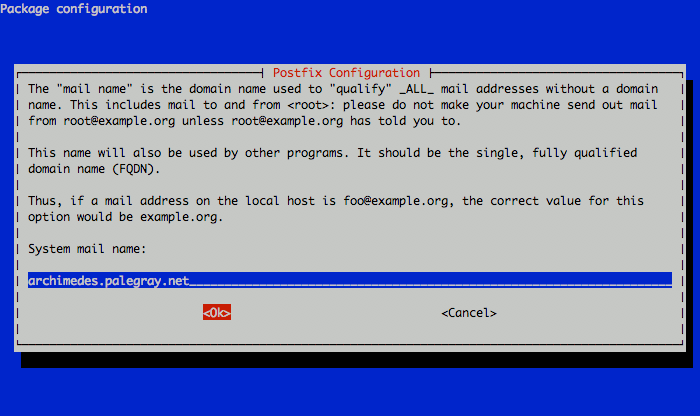 Package configuration
Postfix Configuration
The "mail name" is the domain name used to "qualify" _ALL_ mail addresses without a domain
name. This includes mail to and from <root>: please do not make your machine send out mail
from root@example.org unless root@example.org has told you to.
This name will also be used by other programs. It should be the single, fully qualified
domain name (FQDN).
Thus, if a mail address on the local host is foo@example.org, the correct value for this
option would be example.org.
System mail name:
archimedes.palegray.net
<Ok> <Cancel>